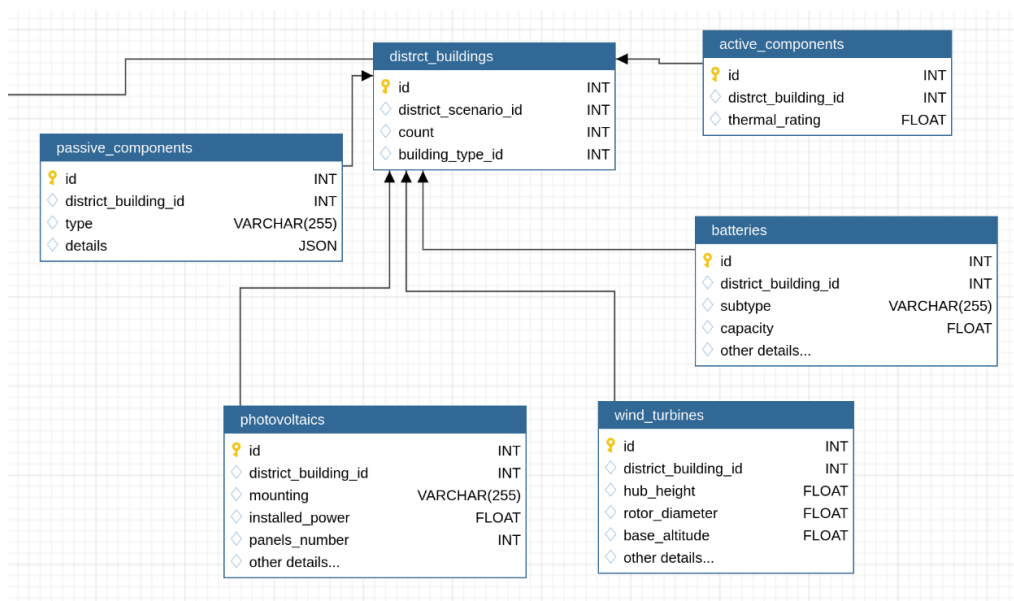 distrct_buildings
id INT
district_scenario_id INT
count INT
building_type_id INT
active_components
id INT
distrct_building_id INT
thermal_rating FLOAT
passive_components
id INT
district_building_id INT
type VARCHAR(255)
details JSON
batteries
id INT
district_building_id INT
subtype VARCHAR(255)
capacity FLOAT
other details...
photovoltaics
id INT
district_building_id INT
mounting VARCHAR(255)
installed_power FLOAT
panels_number INT
other details...
wind_turbines
id INT
district_building_id INT
hub_height FLOAT
rotor_diameter FLOAT
base_altitude FLOAT
other details...